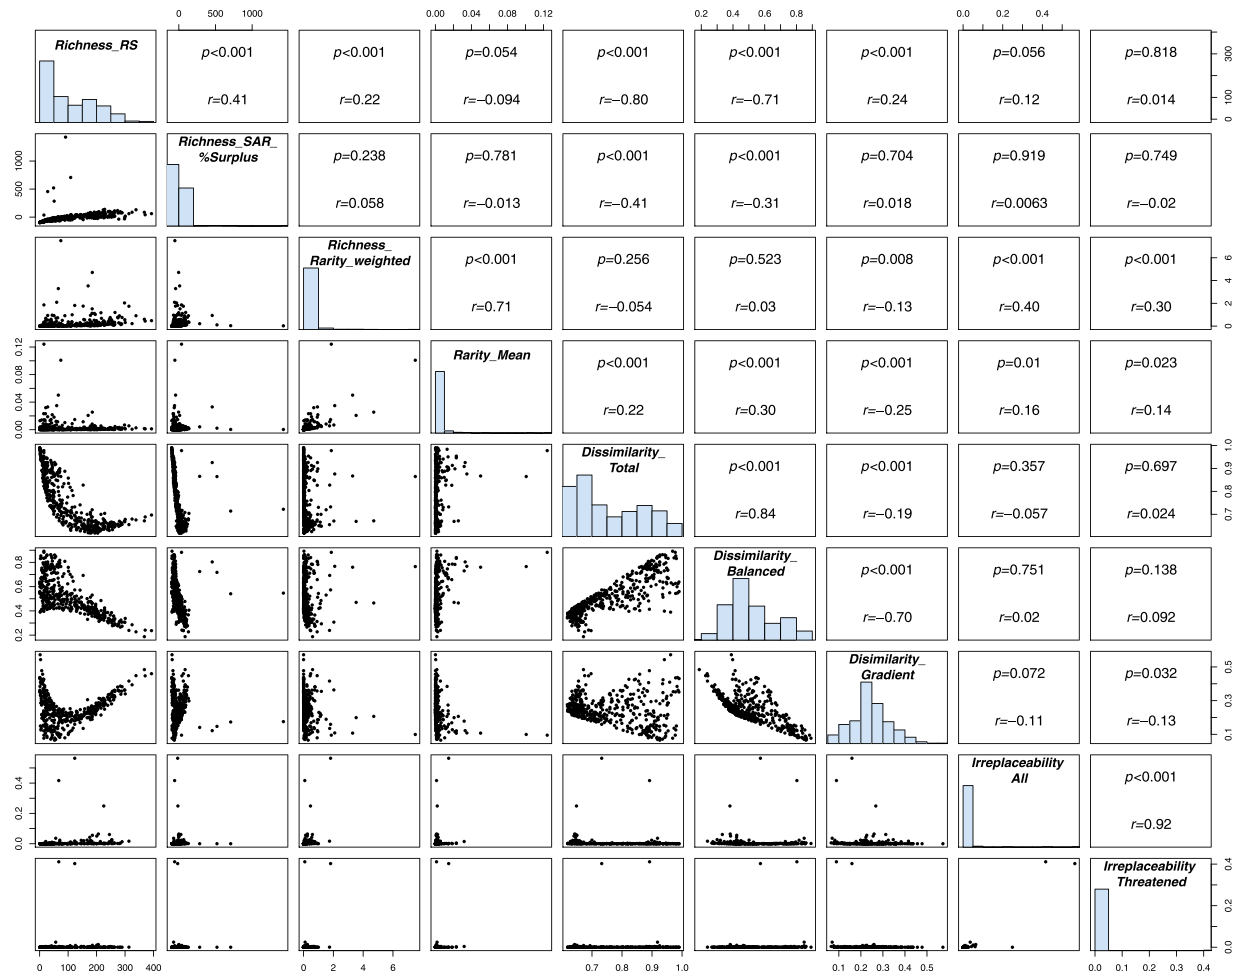 0 500 1000 0.00 0.04 0.08 0.12 0.2 0.4 0.6 0.8 0.0 0.2 0.4
Richness_RS
p<0.001 p<0.001 p=0.054 p<0.001 p<0.001 p<0.001 p=0.056 p=0.818
r=0.41 r=0.22 r=−0.094 r=−0.80 r=−0.71 r=0.24 r=0.12 r=0.014
0 100 300
Richness_SAR_
%Surplus
p=0.238 p=0.781 p<0.001 p<0.001 p=0.704 p=0.919 p=0.749
r=0.058 r=−0.013 r=−0.41 r=−0.31 r=0.018 r=0.0063 r=−0.02
0 500 1000
Richness_
Rarity_weighted
p<0.001 p=0.256 p=0.523 p=0.008 p<0.001 p<0.001
r=0.71 r=−0.054 r=0.03 r=−0.13 r=0.40 r=0.30
0 2 4 6
Rarity_Mean
p<0.001 p<0.001 p<0.001 p=0.01 p=0.023
r=0.22 r=0.30 r=−0.25 r=0.16 r=0.14
0.00 0.04 0.12
Dissimilarity_
Total
p<0.001 p<0.001 p=0.357 p=0.697
r=0.84 r=−0.19 r=−0.057 r=0.024
0.7 0.8 0.9 1.0
Dissimilarity_
Balanced
p<0.001 p=0.751 p=0.138
r=−0.70 r=0.02 r=0.092
0.2 0.4 0.6 0.8
Disimilarity_
Gradient
p=0.072 p=0.032
r=−0.11 r=−0.13
0.1 0.3 0.5
Irreplaceability
All
p<0.001
r=0.92
0.0 0.2 0.4
Irreplaceability
Threatened
0.0 0.2 0.4
0 100 200 300 400 0 2 4 6 0.7 0.8 0.9 1.0 0.1 0.2 0.3 0.4 0.5 0.0 0.1 0.2 0.3 0.4